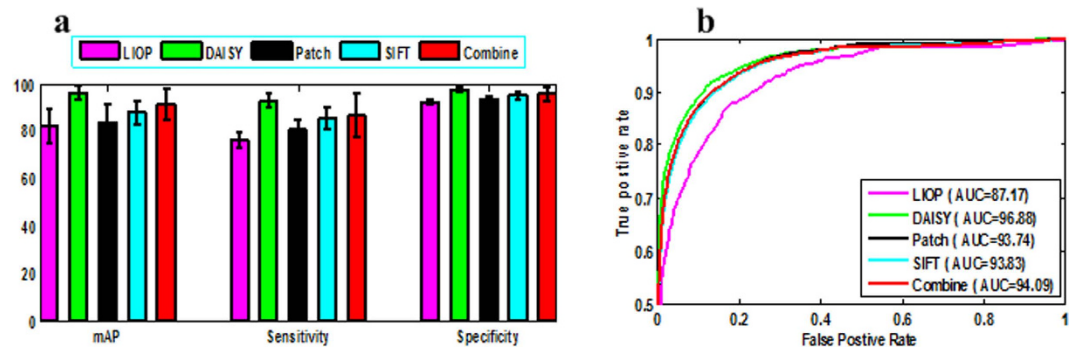 a
LIOP DAISY Patch SIFT Combine
100
80
60
40
20
0
mAP Sensitivity Specificity
b
1
0.9
0.8
0.7
0.6
0.5
True positive rate
LIOP ( AUC=87.17)
DAISY ( AUC=96.88)
Patch ( AUC=93.74)
SIFT ( AUC=93.83)
Combine ( AUC=94.09)
0 0.2 0.4 0.6 0.8 1
False Postive Rate